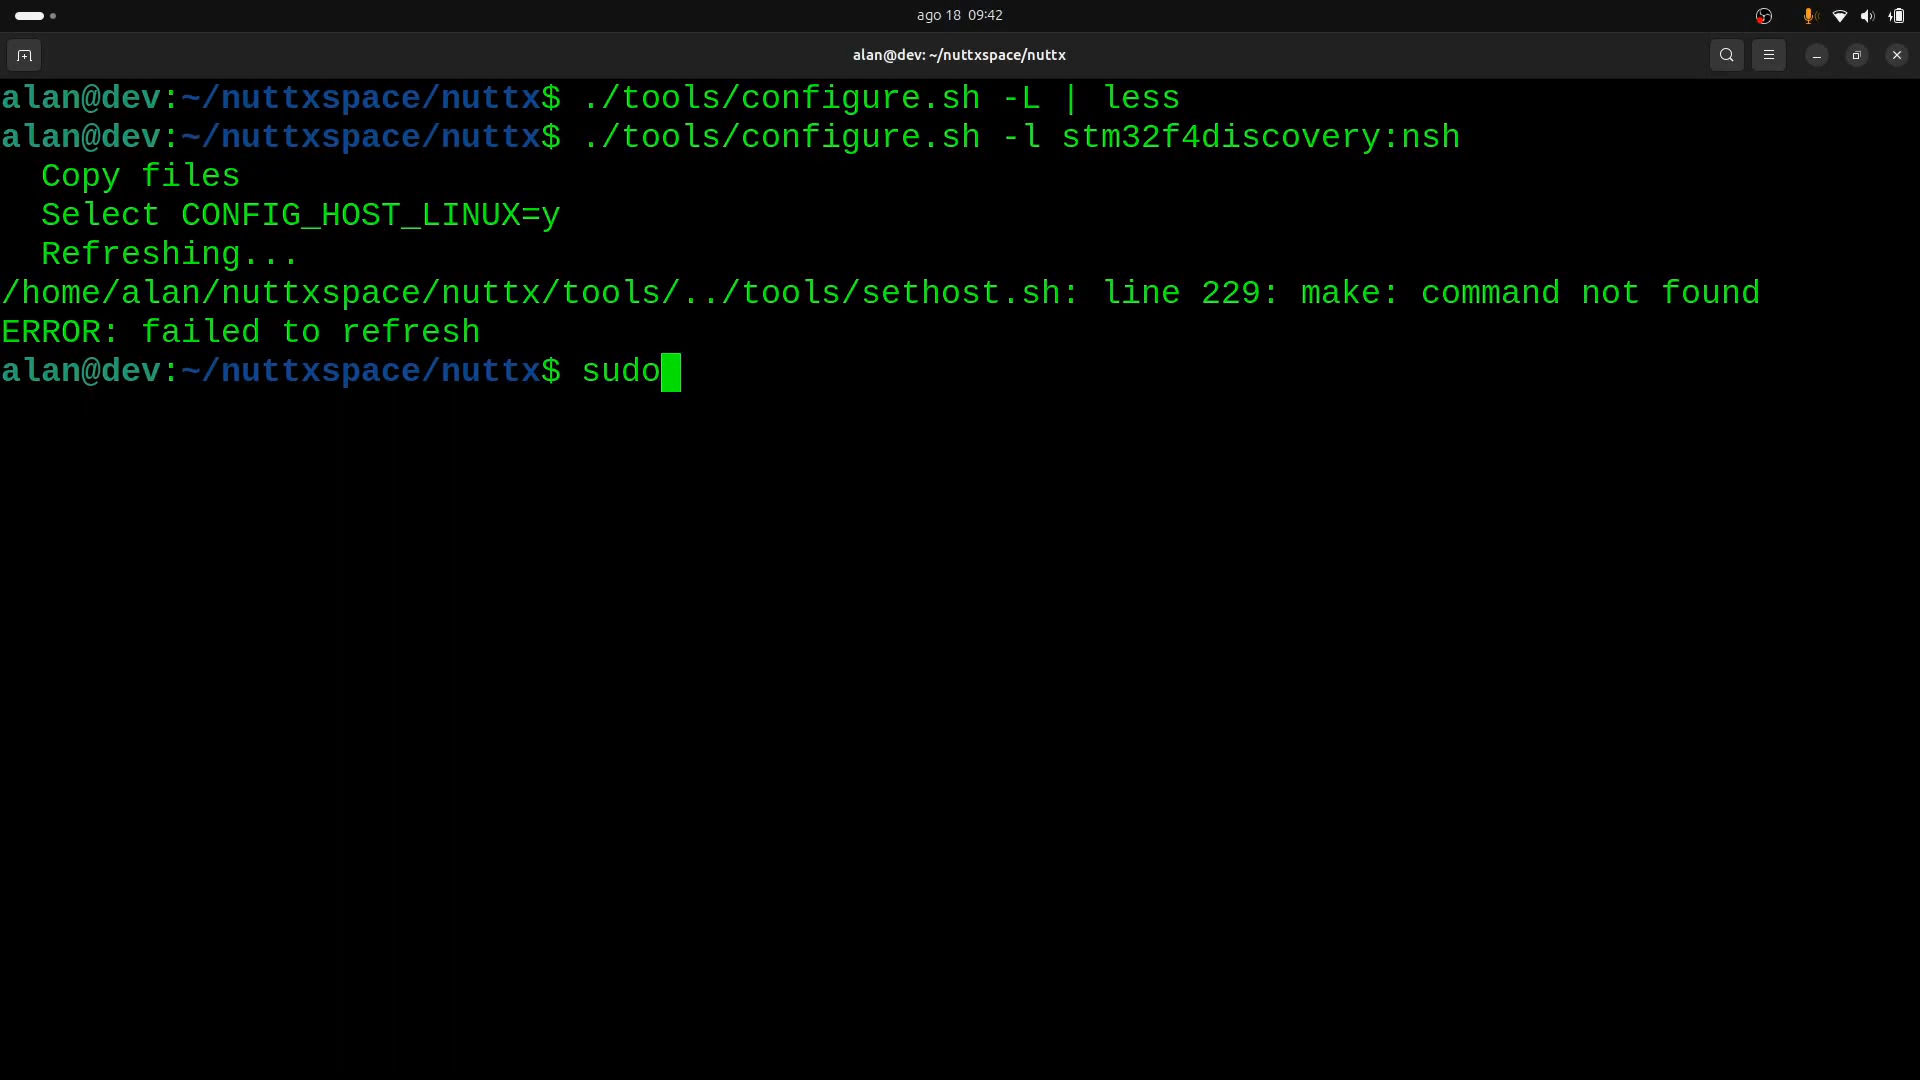 ago 18 09:42
alan@dev: ~/nuttxspace/nuttx
alan@dev:~/nuttxspace/nuttx$ ./tools/configure.sh -L | less
alan@dev:~/nuttxspace/nuttx$ ./tools/configure.sh -l stm32f4discovery:nsh
  Copy files
  Select CONFIG_HOST_LINUX=y
  Refreshing...
/home/alan/nuttxspace/nuttx/tools/../tools/sethost.sh: line 229: make: command not found
ERROR: failed to refresh
alan@dev:~/nuttxspace/nuttx$ sudo